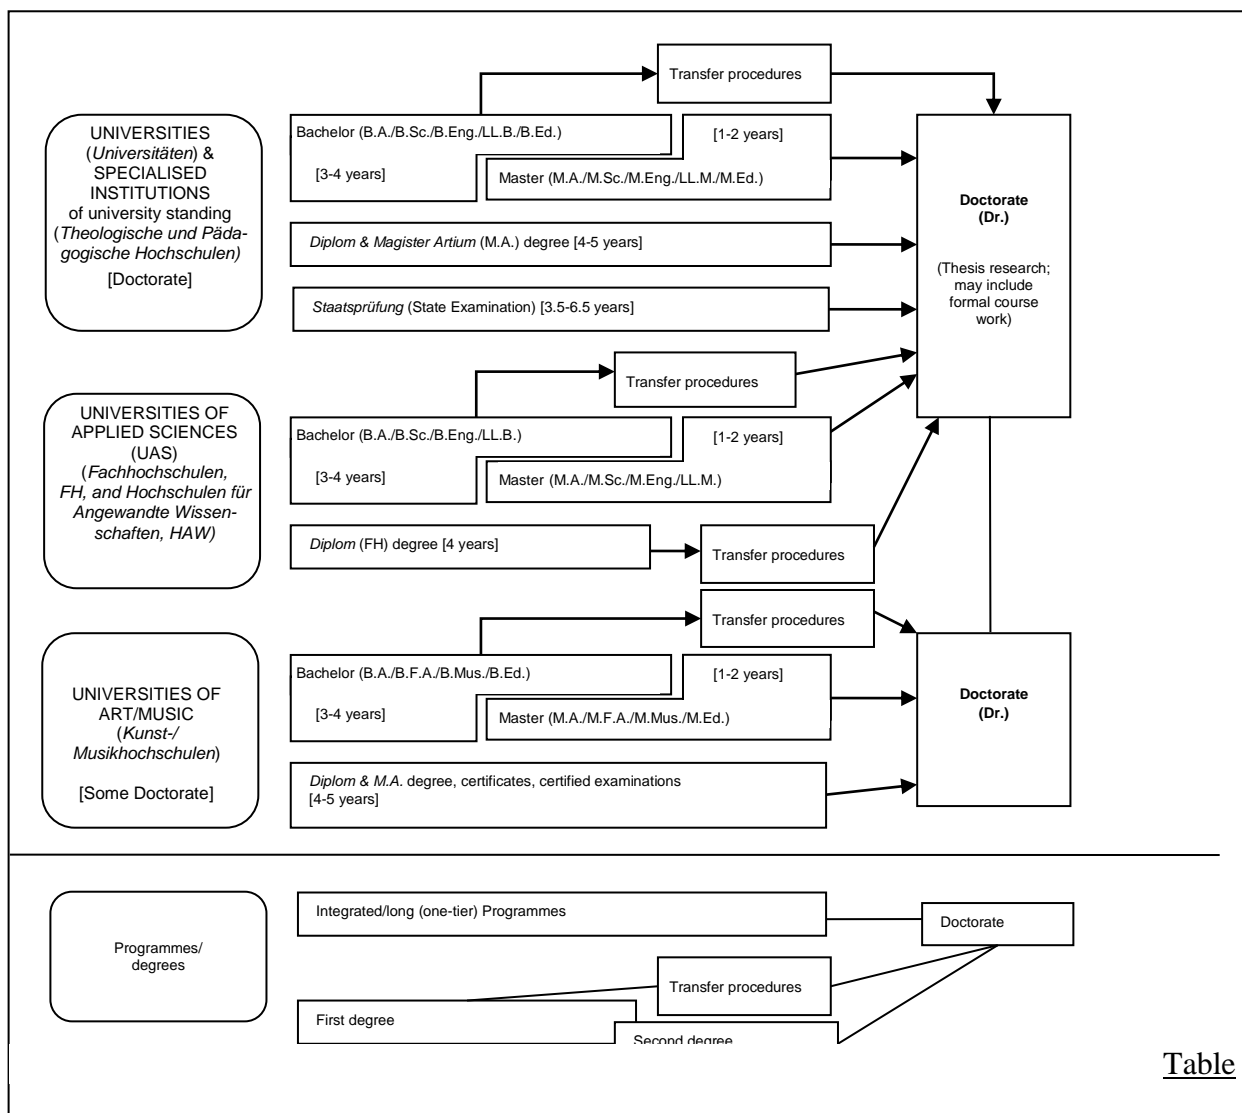 Transfer procedures
UNIVERSITIES
(Universitäten) &
SPECIALISED
INSTITUTIONS
of university standing
(Theologische und Päda-
gogische Hochschulen)
[Doctorate]
Bachelor (B.A./B.Sc./B.Eng./LL.B./B.Ed.)
[3-4 years]
[1-2 years]
Master (M.A./M.Sc./M.Eng./LL.M./M.Ed.)
Diplom & Magister Artium (M.A.) degree [4-5 years]
Staatsprüfung (State Examination) [3.5-6.5 years]
Doctorate
(Dr.)
(Thesis research;
may include
formal course
work)
Transfer procedures
UNIVERSITIES OF
APPLIED SCIENCES
(UAS)
(Fachhochschulen,
FH, and Hochschulen für
Angewandte Wissen-
schaften, HAW)
Bachelor (B.A./B.Sc./B.Eng./LL.B.)
[3-4 years]
[1-2 years]
Master (M.A./M.Sc./M.Eng./LL.M.)
Diplom (FH) degree [4 years]
Transfer procedures
Transfer procedures
UNIVERSITIES OF
ART/MUSIC
(Kunst-/
Musikhochschulen)
[Some Doctorate]
Bachelor (B.A./B.F.A./B.Mus./B.Ed.)
[3-4 years]
[1-2 years]
Master (M.A./M.F.A./M.Mus./M.Ed.)
Diplom & M.A. degree, certificates, certified examinations
[4-5 years]
Doctorate
(Dr.)
Programmes/
degrees
Integrated/long (one-tier) Programmes
Doctorate
Transfer procedures
First degree
Second degree
Table